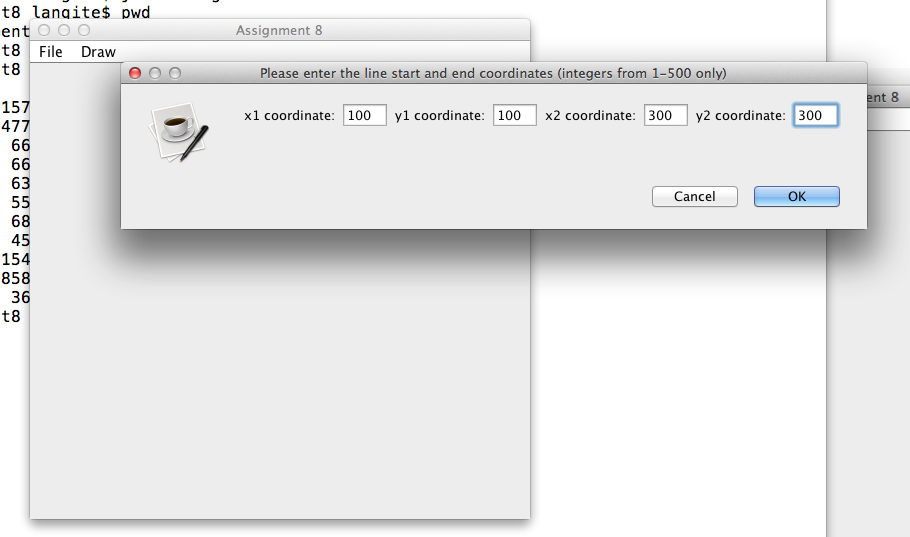 t8 langite$ pwd
ent
t8
t8
157
477
66
66
63
55
68
45
154
858
36
t8
Assignment 8
File Draw
Please enter the line start and end coordinates (integers from 1-500 only)
x1 coordinate: 100 y1 coordinate: 100 x2 coordinate: 300 y2 coordinate: 300
Cancel OK
ent 8